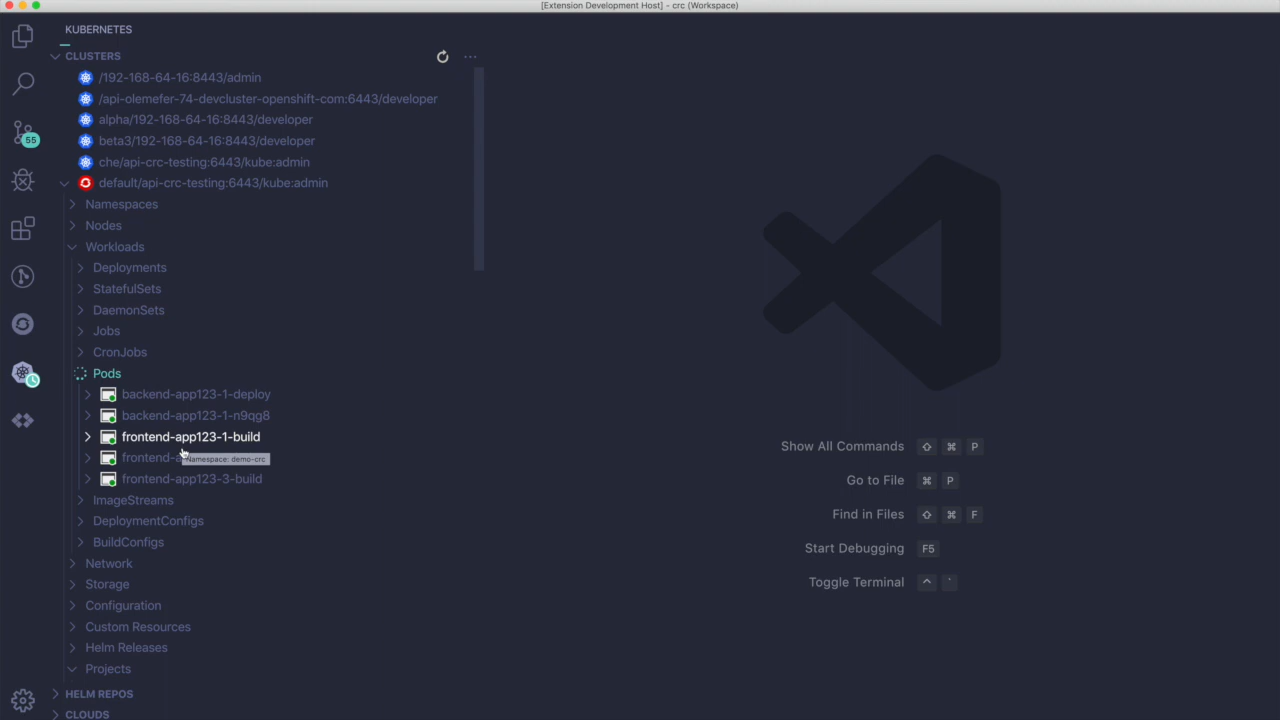 [Extension Development Host] - crc (Workspace)
KUBERNETES
CLUSTERS
/192-168-64-16:8443/admin
/api-olemefer-74-devcluster-openshift-com:6443/developer
alpha/192-168-64-16:8443/developer
beta3/192-168-64-16:8443/developer
che/api-crc-testing:6443/kube:admin
default/api-crc-testing:6443/kube:admin
Namespaces
Nodes
Workloads
Deployments
StatefulSets
DaemonSets
Jobs
CronJobs
Pods
backend-app123-1-deploy
backend-app123-1-n9qg8
frontend-app123-1-build
frontend-a
Namespace: demo-crc
frontend-app123-3-build
ImageStreams
DeploymentConfigs
BuildConfigs
Network
Storage
Configuration
Custom Resources
Helm Releases
Projects
HELM REPOS
CLOUDS
55
Show All Commands ⇧ ⌘ P
Go to File ⌘ P
Find in Files ⇧ ⌘ F
Start Debugging F5
Toggle Terminal ^ `